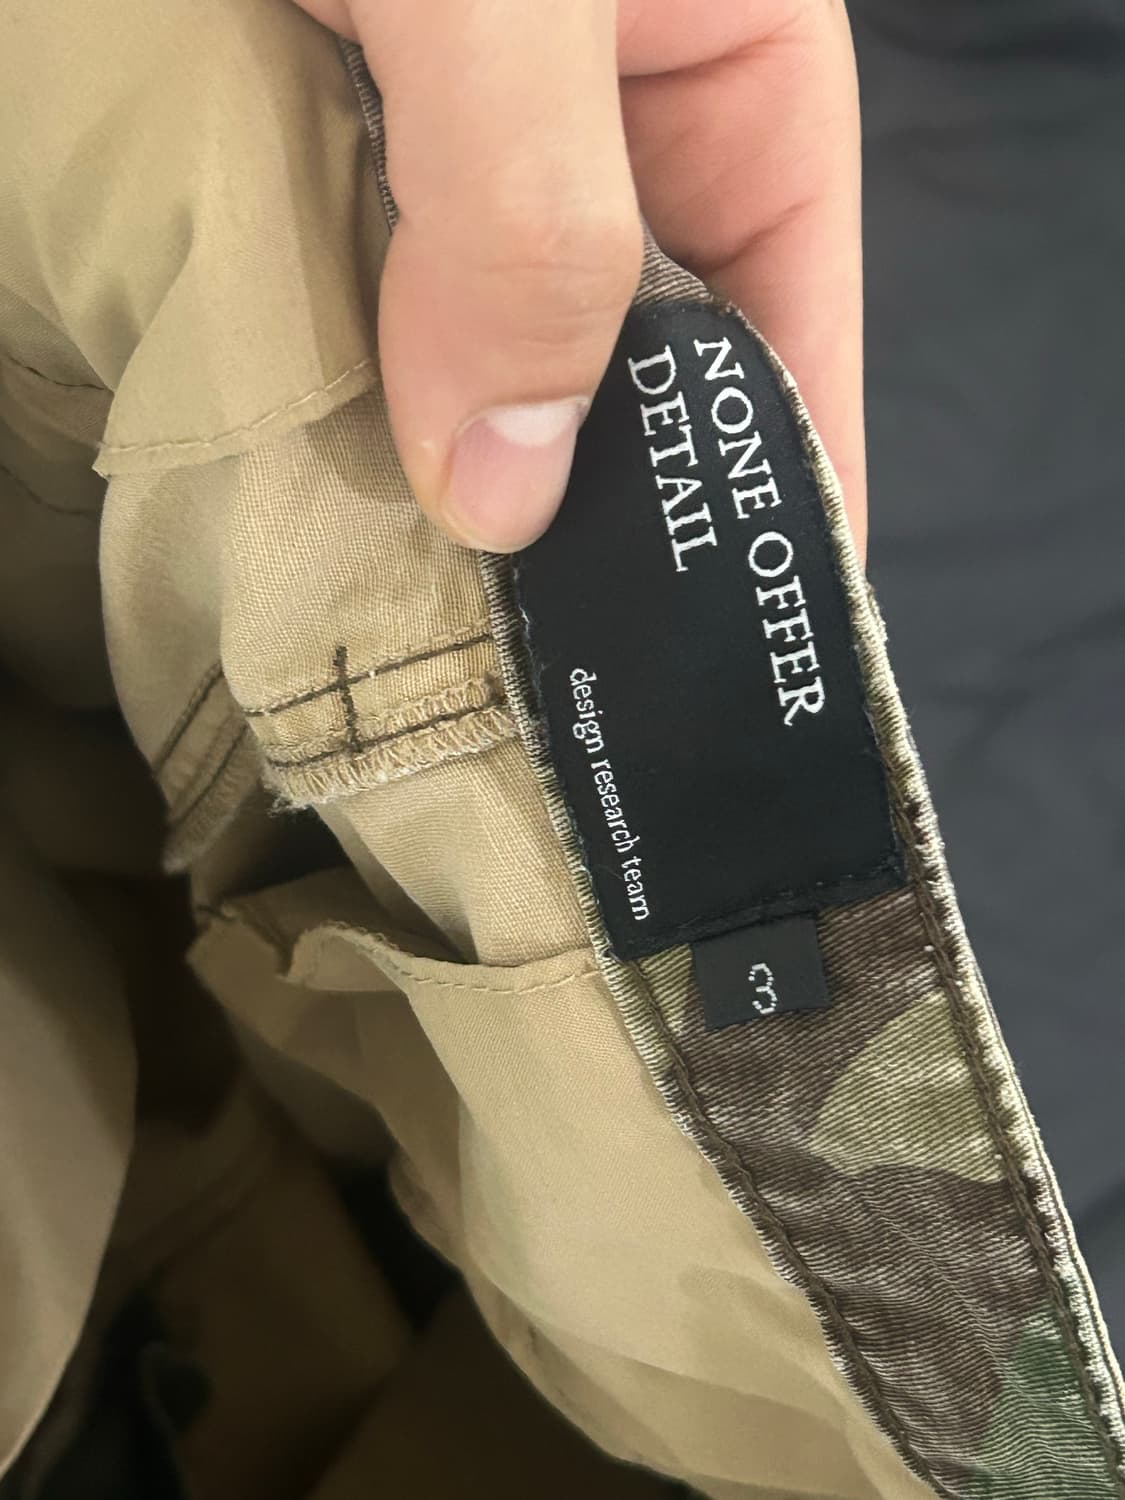 NONE OFFER
DETAIL
design research team
3